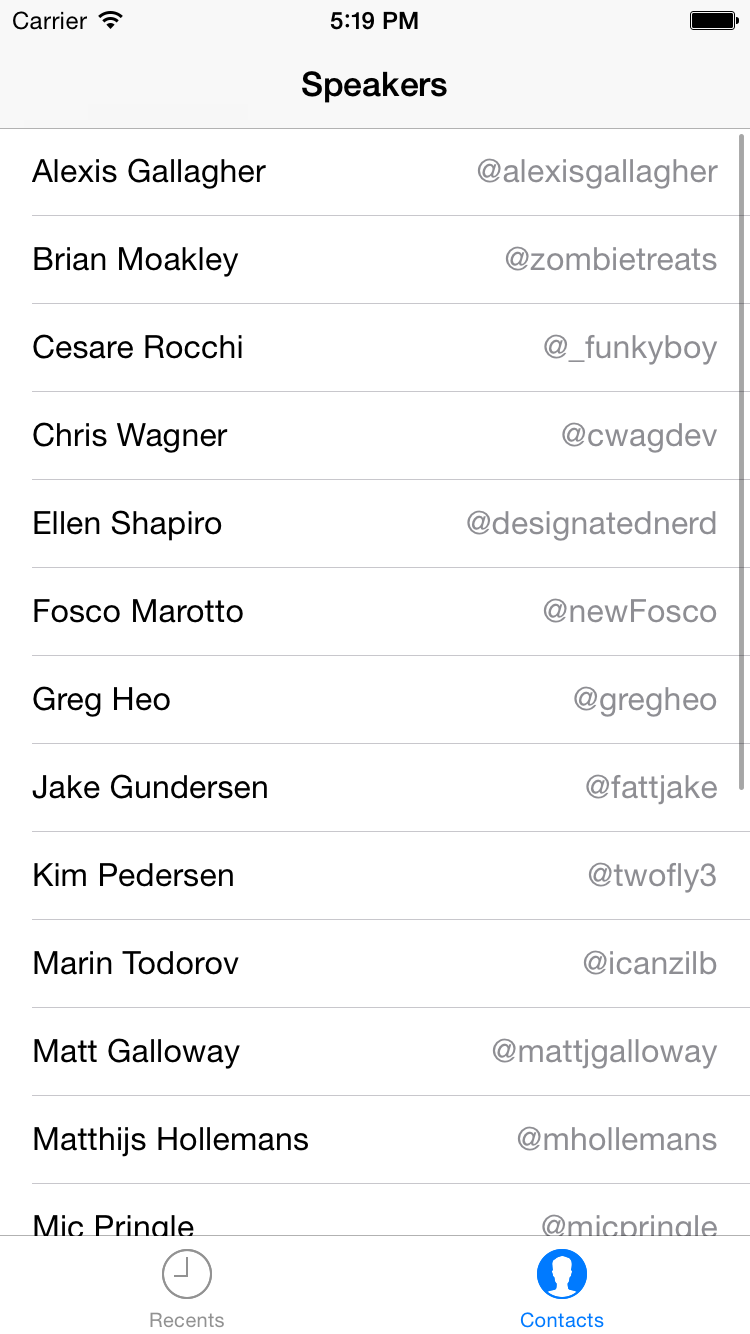 Carrier 5:19 PM
Speakers
Alexis Gallagher @alexisgallagher
Brian Moakley @zombietreats
Cesare Rocchi @_funkyboy
Chris Wagner @cwagdev
Ellen Shapiro @designatednerd
Fosco Marotto @newFosco
Greg Heo @gregheo
Jake Gundersen @fattjake
Kim Pedersen @twofly3
Marin Todorov @icanzilb
Matt Galloway @mattjgalloway
Matthijs Hollemans @mhollemans
Mic Pringle @micpringle
Recents Contacts